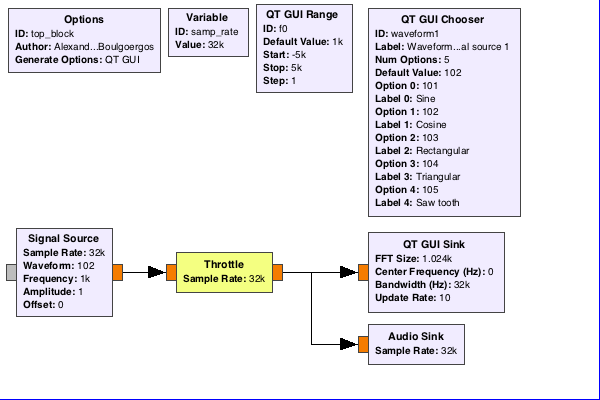 Options
ID: top_block
Author: Alexand...Boulgoergos
Generate Options: QT GUI
Variable
ID: samp_rate
Value: 32k
QT GUI Range
ID: f0
Default Value: 1k
Start: -5k
Stop: 5k
Step: 1
QT GUI Chooser
ID: waveform1
Label: Waveform...al source 1
Num Options: 5
Default Value: 102
Option 0: 101
Label 0: Sine
Option 1: 102
Label 1: Cosine
Option 2: 103
Label 2: Rectangular
Option 3: 104
Label 3: Triangular
Option 4: 105
Label 4: Saw tooth
Signal Source
Sample Rate: 32k
Waveform: 102
Frequency: 1k
Amplitude: 1
Offset: 0
Throttle
Sample Rate: 32k
QT GUI Sink
FFT Size: 1.024k
Center Frequency (Hz): 0
Bandwidth (Hz): 32k
Update Rate: 10
Audio Sink
Sample Rate: 32k